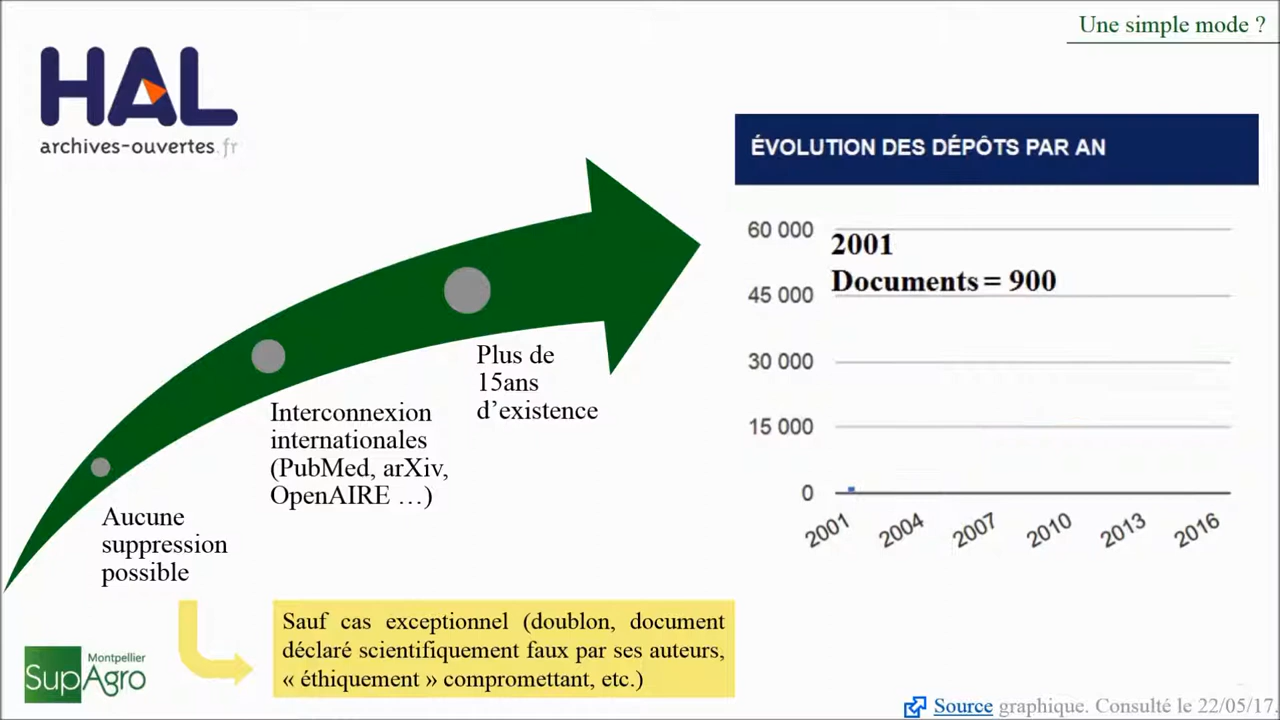 Une simple mode ?
HAL
archives-ouvertes.fr
ÉVOLUTION DES DÉPÔTS PAR AN
60 000
2001
Documents = 900
45 000
30 000
15 000
0
2001 2004 2007 2010 2013 2016
Plus de
15ans
d’existence
Interconnexion
internationales
(PubMed, arXiv,
OpenAIRE …)
Aucune
suppression
possible
Sauf cas exceptionnel (doublon, document
déclaré scientifiquement faux par ses auteurs,
« éthiquement » compromettant, etc.)
Montpellier
SupAgro
Source graphique. Consulté le 22/05/17.